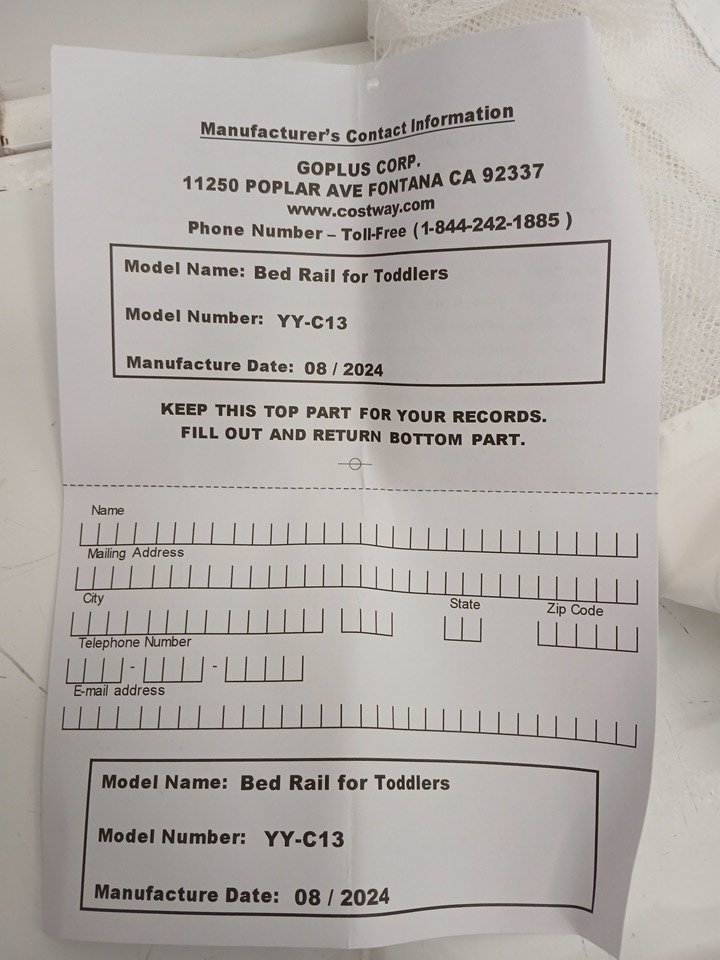 Manufacturer's Contact Information
GOPLUS CORP.
11250 POPLAR AVE FONTANA CA 92337
www.costway.com
Phone Number – Toll-Free (1-844-242-1885 )
Model Name: Bed Rail for Toddlers
Model Number: YY-C13
Manufacture Date: 08 / 2024
KEEP THIS TOP PART FOR YOUR RECORDS.
FILL OUT AND RETURN BOTTOM PART.
Name
Mailing Address
City State Zip Code
Telephone Number
- -
E-mail address
Model Name: Bed Rail for Toddlers
Model Number: YY-C13
Manufacture Date: 08 / 2024